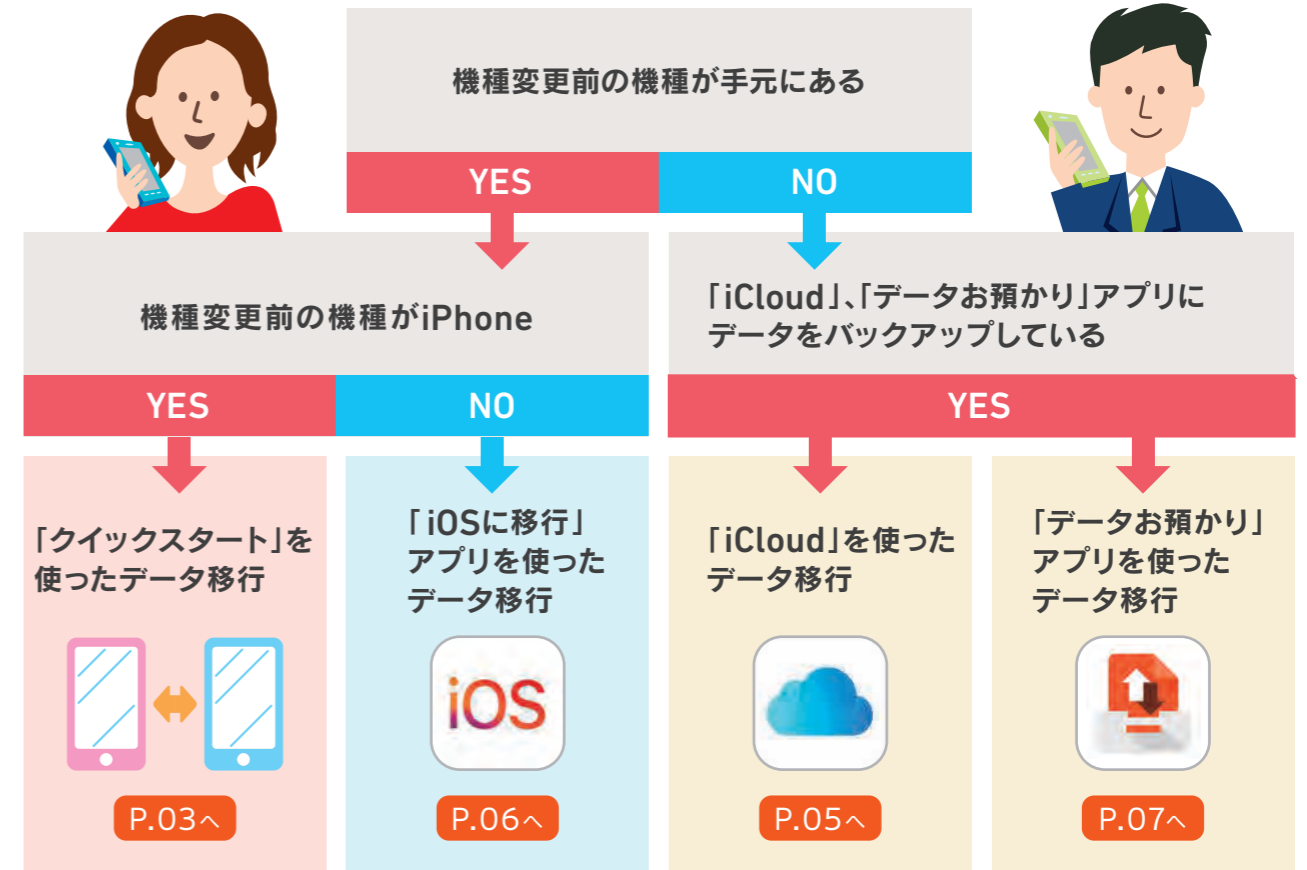 機種変更前の機種が手元にある
YES
NO
機種変更前の機種がiPhone
「iCloud」、「データお預かり」アプリに
データをバックアップしている
YES
NO
YES
「クイックスタート」を
使ったデータ移行
P.03へ
「iOSに移行」
アプリを使った
データ移行
iOS
P.06へ
「iCloud」を使った
データ移行
P.05へ
「データお預かり」
アプリを使った
データ移行
P.07へ